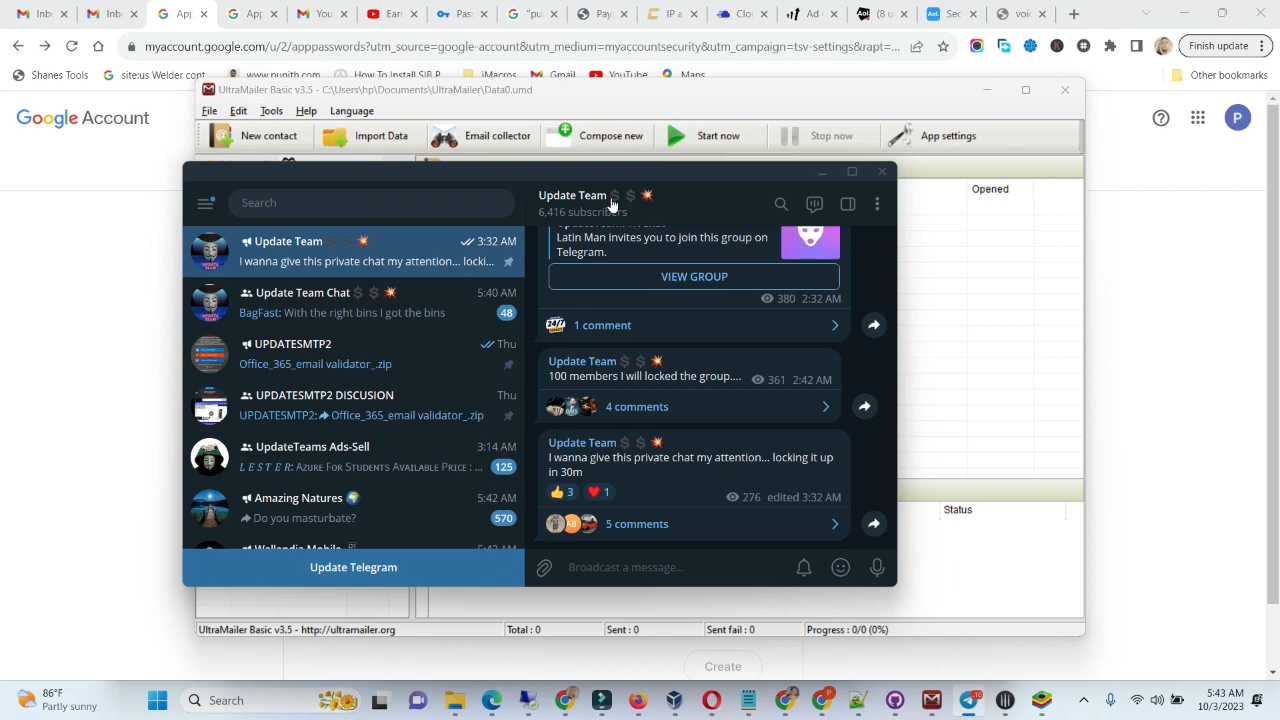 Inbo
Inbo
App
App
You
Earn
Pass
Payp
IP a
Clou
Ad
(8 u
Sec
voic
myaccount.google.com/u/2/apppasswords?utm_source=google-account&utm_medium=myaccountsecurity&utm_campaign=tsv-settings&rapt=...
Finish update
Shanes Tools
site:us Welder cont...
www.punjth.com
How To Install SIP P...
iMacros
Gmail
YouTube
Maps
Other bookmarks
Google Account
P
UltraMailer Basic v3.5 - C:\Users\hp\Documents\UltraMailer\Data0.umd
File Edit Tools Help Language
New contact
Import Data
Email collector
Compose new
Start now
Stop now
App settings
Opened
Status
Search
Update Team
6,416 subscribers
Update Team 3:32 AM
I wanna give this private chat my attention... locki...
Update Team Chat 5:40 AM
BagFast: With the right bins I got the bins 48
UPDATESMTP2 Thu
Office_365_email validator_.zip
UPDATESMTP2 DISCUSION Thu
UPDATESMTP2: Office_365_email validator_.zip
UpdateTeams Ads-Sell 3:14 AM
LESTER: Azure For Students Available Price : ... 125
Amazing Natures 5:42 AM
Do you masturbate? 570
Update Telegram
Latin Man invites you to join this group on
Telegram.
VIEW GROUP
380 2:32 AM
24/7
1 comment
Update Team
100 members I will locked the group.... 361 2:42 AM
4 comments
Update Team
I wanna give this private chat my attention... locking it up
in 30m
3 1 276 edited 3:32 AM
AB
5 comments
Broadcast a message...
UltraMailer Basic v3.5 - http://ultramailer.org
Total : 0
Sent : 0
Sent fail : 0
Progress : 0/0 (0%)
Create
86°F
Partly sunny
Search
5:43 AM
10/3/2023